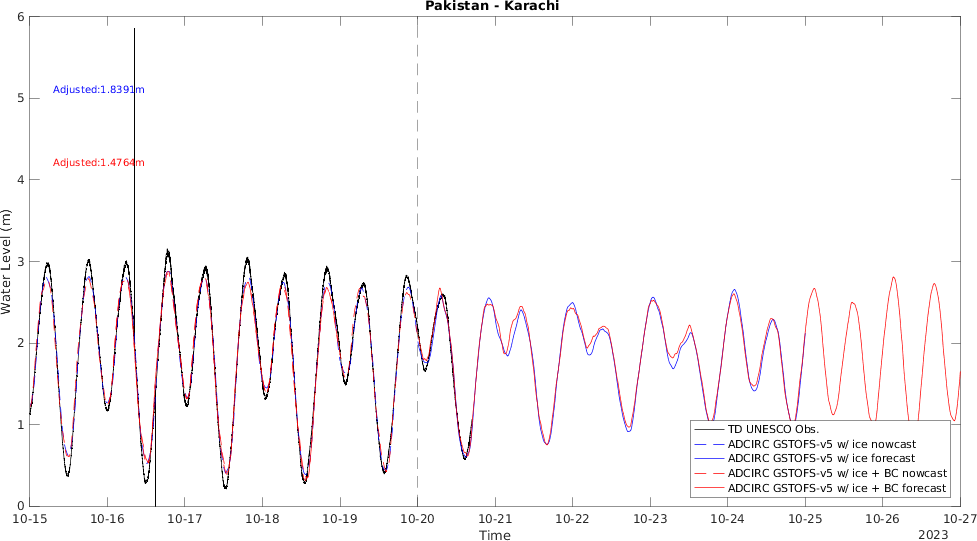 Pakistan - Karachi
6
5
4
3
2
1
0
Water Level (m)
Adjusted:1.8391m
Adjusted:1.4764m
TD UNESCO Obs.
ADCIRC GSTOFS-v5 w/ ice nowcast
ADCIRC GSTOFS-v5 w/ ice forecast
ADCIRC GSTOFS-v5 w/ ice + BC nowcast
ADCIRC GSTOFS-v5 w/ ice + BC forecast
10-15 10-16 10-17 10-18 10-19 10-20 10-21 10-22 10-23 10-24 10-25 10-26 10-27
Time
2023